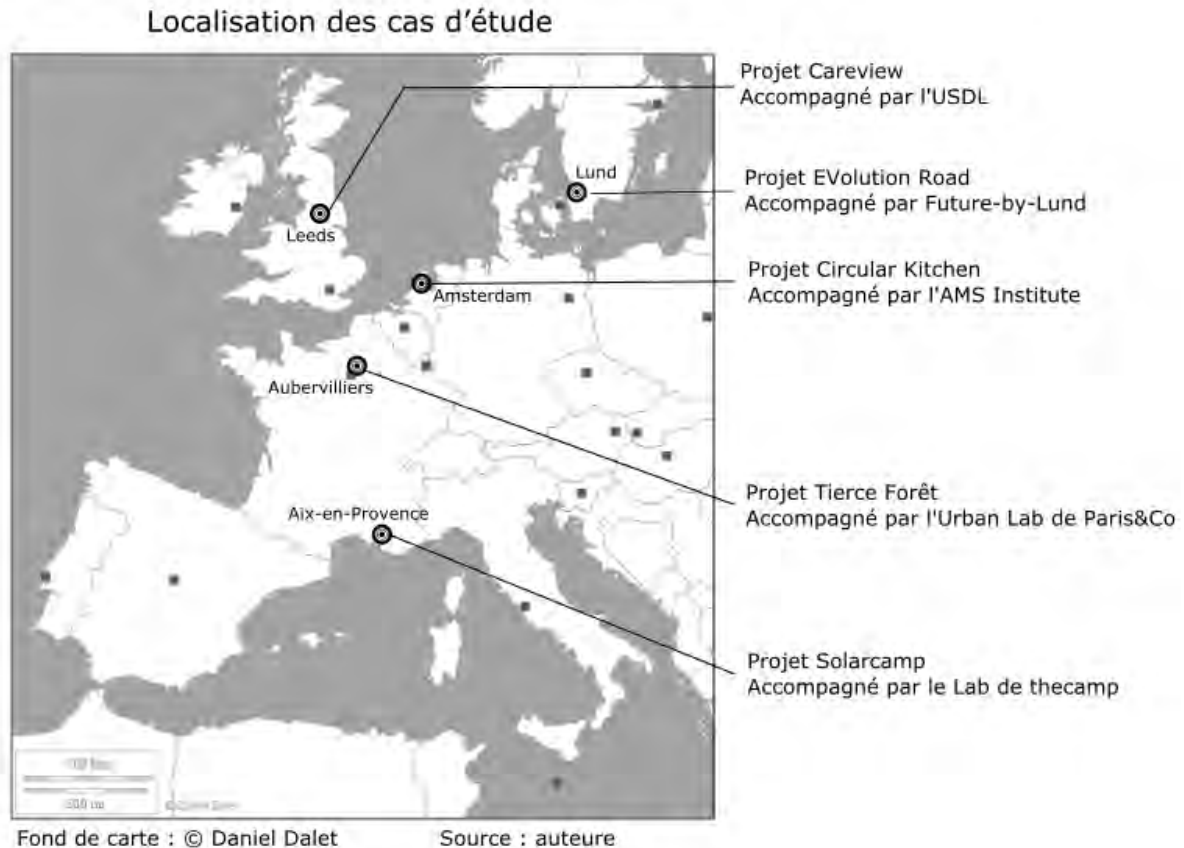 Localisation des cas d'étude
Projet Careview
Accompagné par l'USDL
Lund
Projet EVolution Road
Accompagné par Future-by-Lund
Leeds
Projet Circular Kitchen
Accompagné par l'AMS Institute
Amsterdam
Aubervilliers
Projet Tierce Forêt
Accompagné par l'Urban Lab de Paris&Co
Aix-en-Provence
Projet Solarcamp
Accompagné par le Lab de thecamp
Fond de carte : © Daniel Dalet
Source : auteure